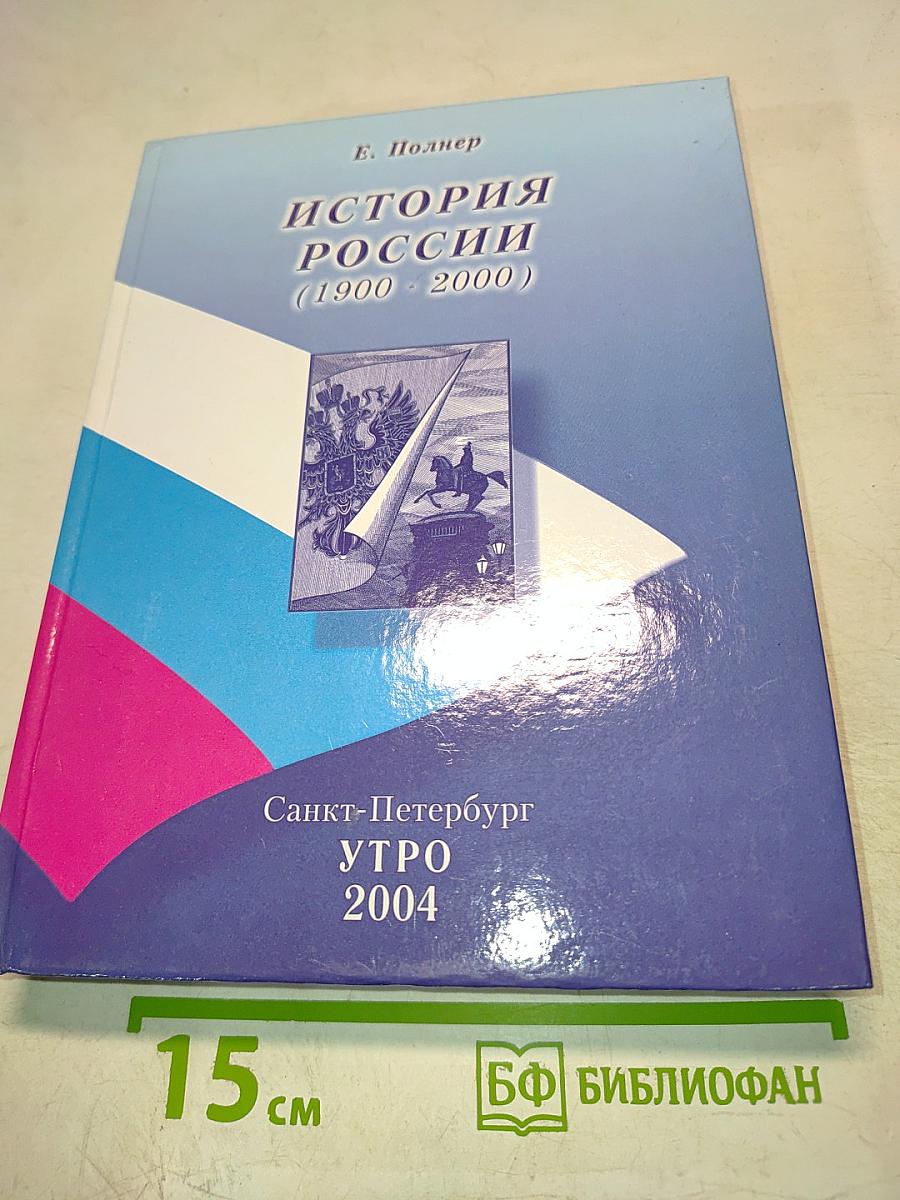 Е. Полнер
ИСТОРИЯ
РОССИИ
(1900 - 2000)
Санкт-Петербург
УТРО
2004
15 см
БФ БИБЛИОФАН